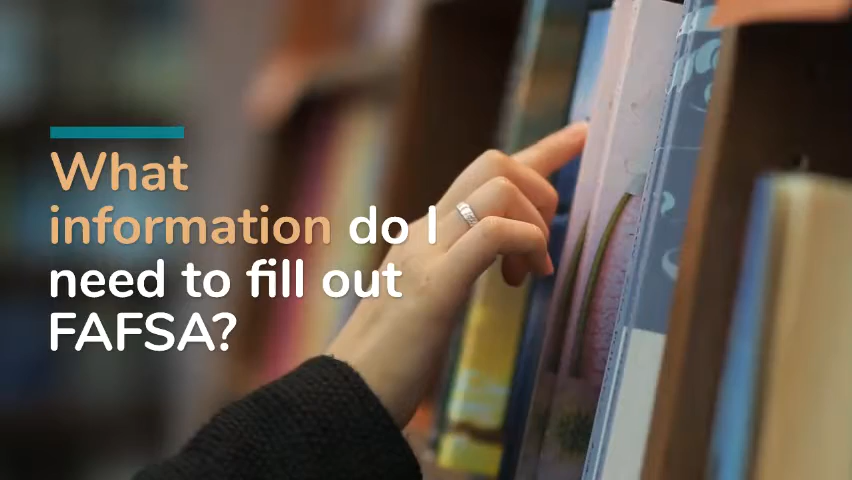 What
information do I
need to fill out
FAFSA?